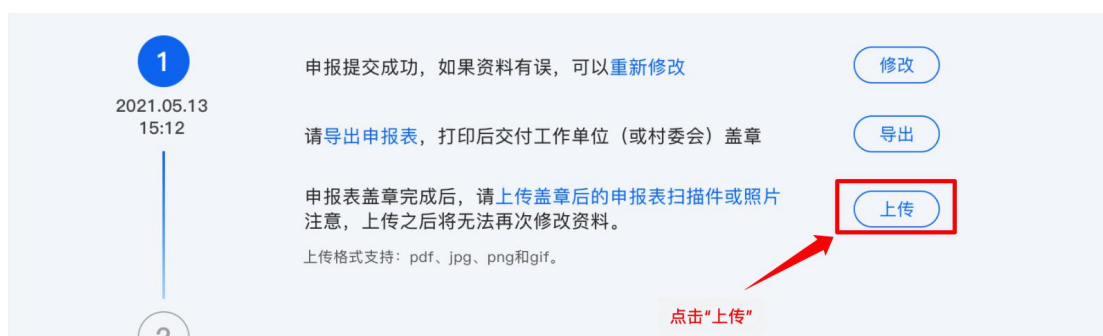 1
申报提交成功，如果资料有误，可以重新修改
修改
2021.05.13
15:12
请导出申报表，打印后交付工作单位（或村委会）盖章
导出
申报表盖章完成后，请上传盖章后的申报表扫描件或照片
注意，上传之后将无法再次修改资料。
上传
上传格式支持：pdf、jpg、png和gif。
点击“上传”